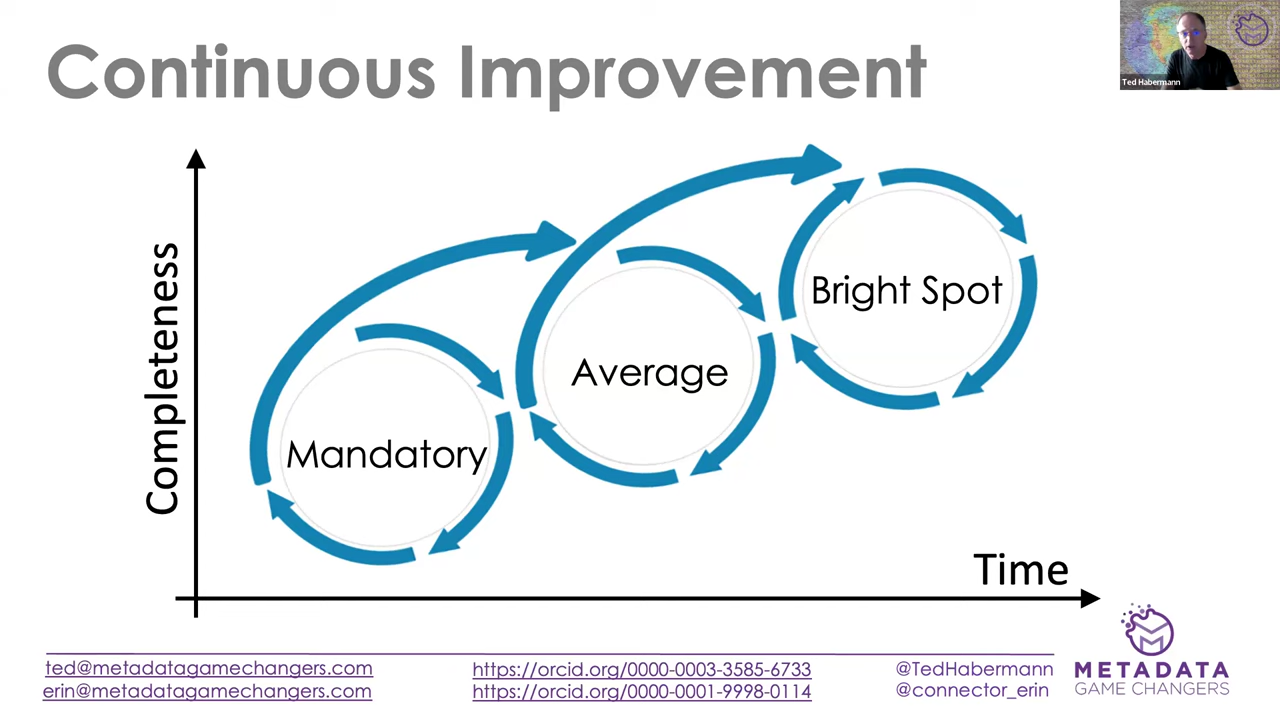 Continuous Improvement
Ted Habermann
Completeness
Mandatory
Average
Bright Spot
Time
ted@metadatagamechangers.com
erin@metadatagamechangers.com
https://orcid.org/0000-0003-3585-6733
https://orcid.org/0000-0001-9998-0114
@TedHabermann
@connector_erin
METADATA
GAME CHANGERS